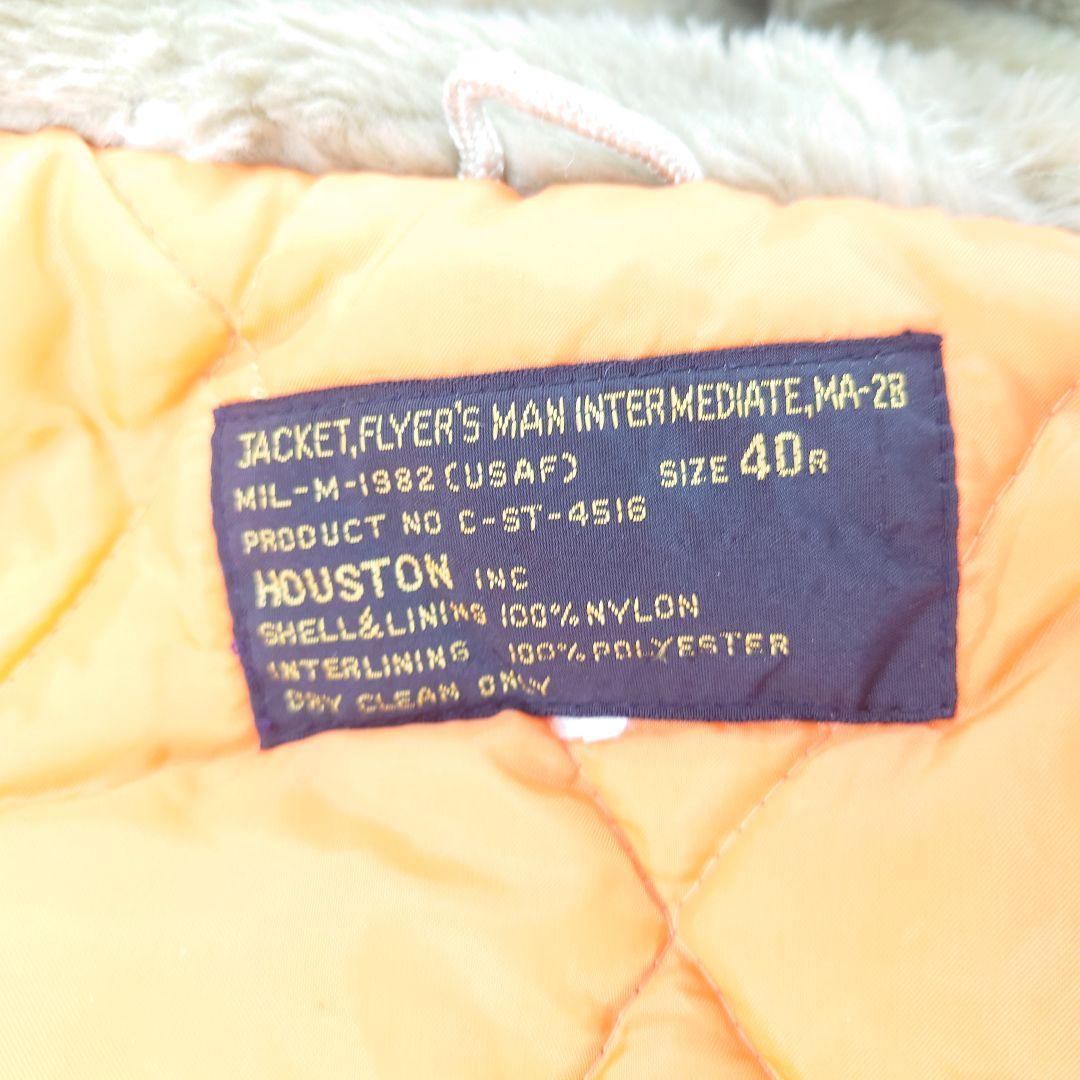 JACKET,FLYER'S MAN INTERMEDIATE,MA-2B
MIL-M-1982(USAF) SIZE 40R
PRODUCT NO C-ST-4516
HOUSTON INC
SHELL&LINING 100%NYLON
INTERLINING 100%POLYESTER
DRY CLEAN ONLY